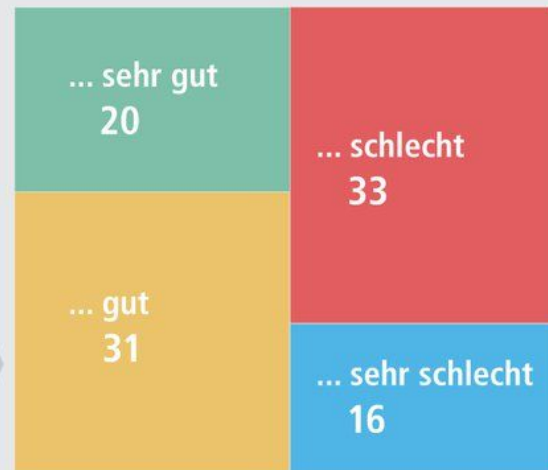 ... sehr gut
20
... gut
31
... schlecht
33
... sehr schlecht
16